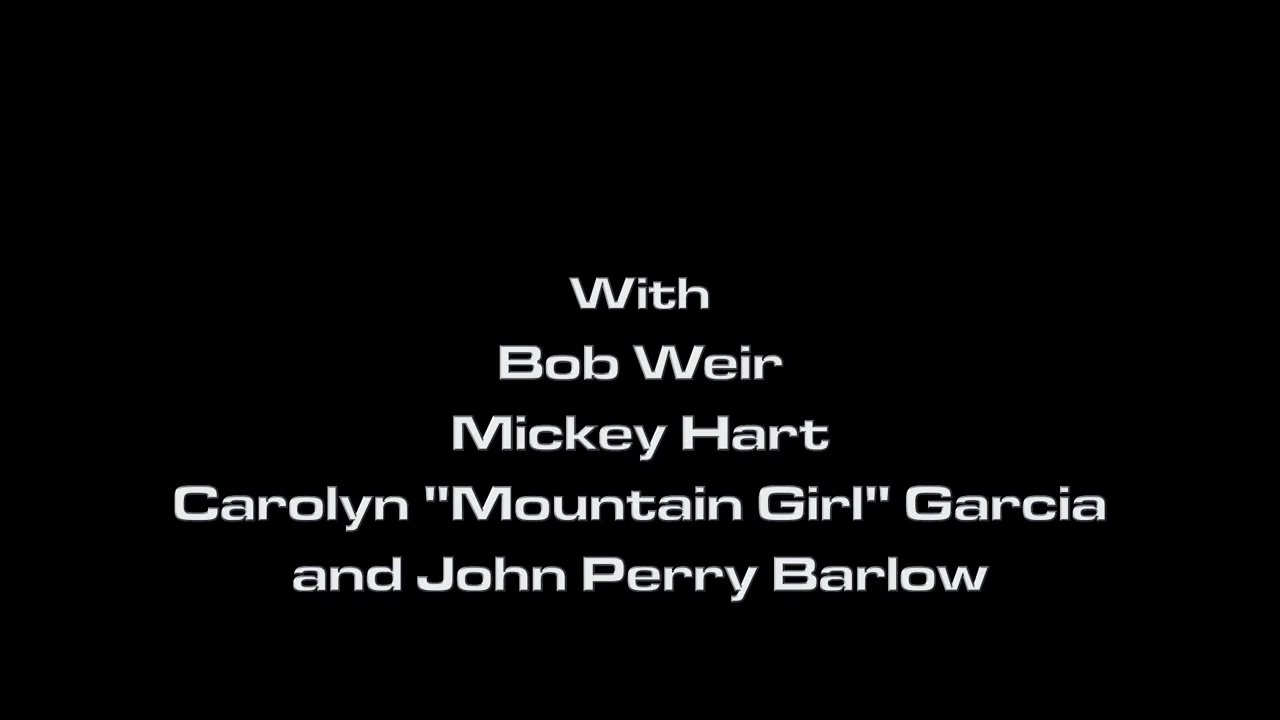 With
Bob Weir
Mickey Hart
Carolyn "Mountain Girl" Garcia
and John Perry Barlow